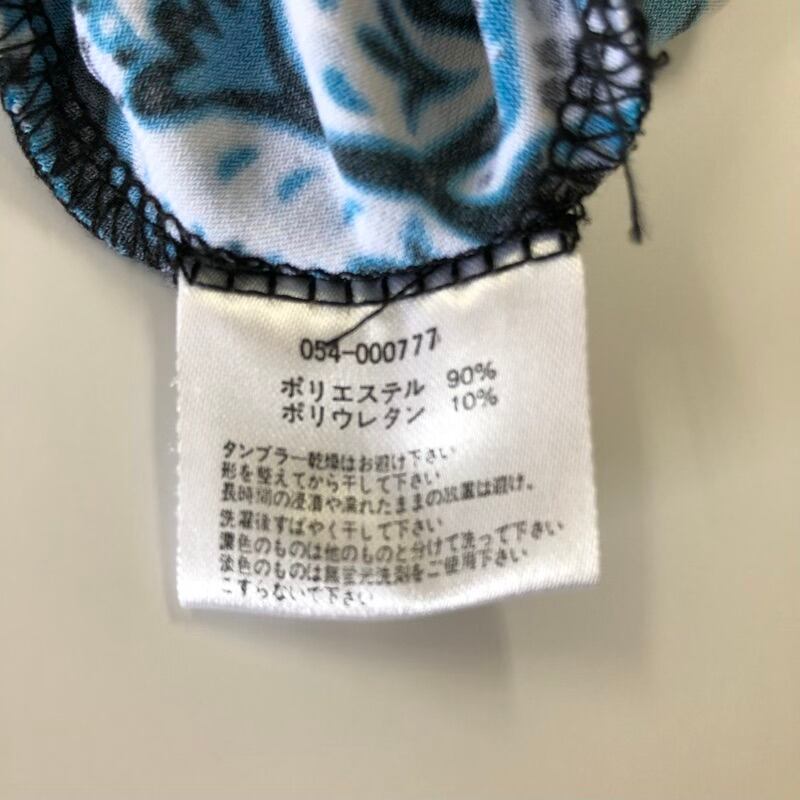 054-000777
ポリエステル 90%
ポリウレタン 10%
タンブラー乾燥はお避け下さい
形を整えてから干して下さい
長時間の浸漬や濡れたままの放置は避け、
洗濯後すばやく干して下さい
濃色のものは他のものと分けて洗って下さい
淡色のものは無蛍光洗剤をご使用下さい
こすらないで下さい